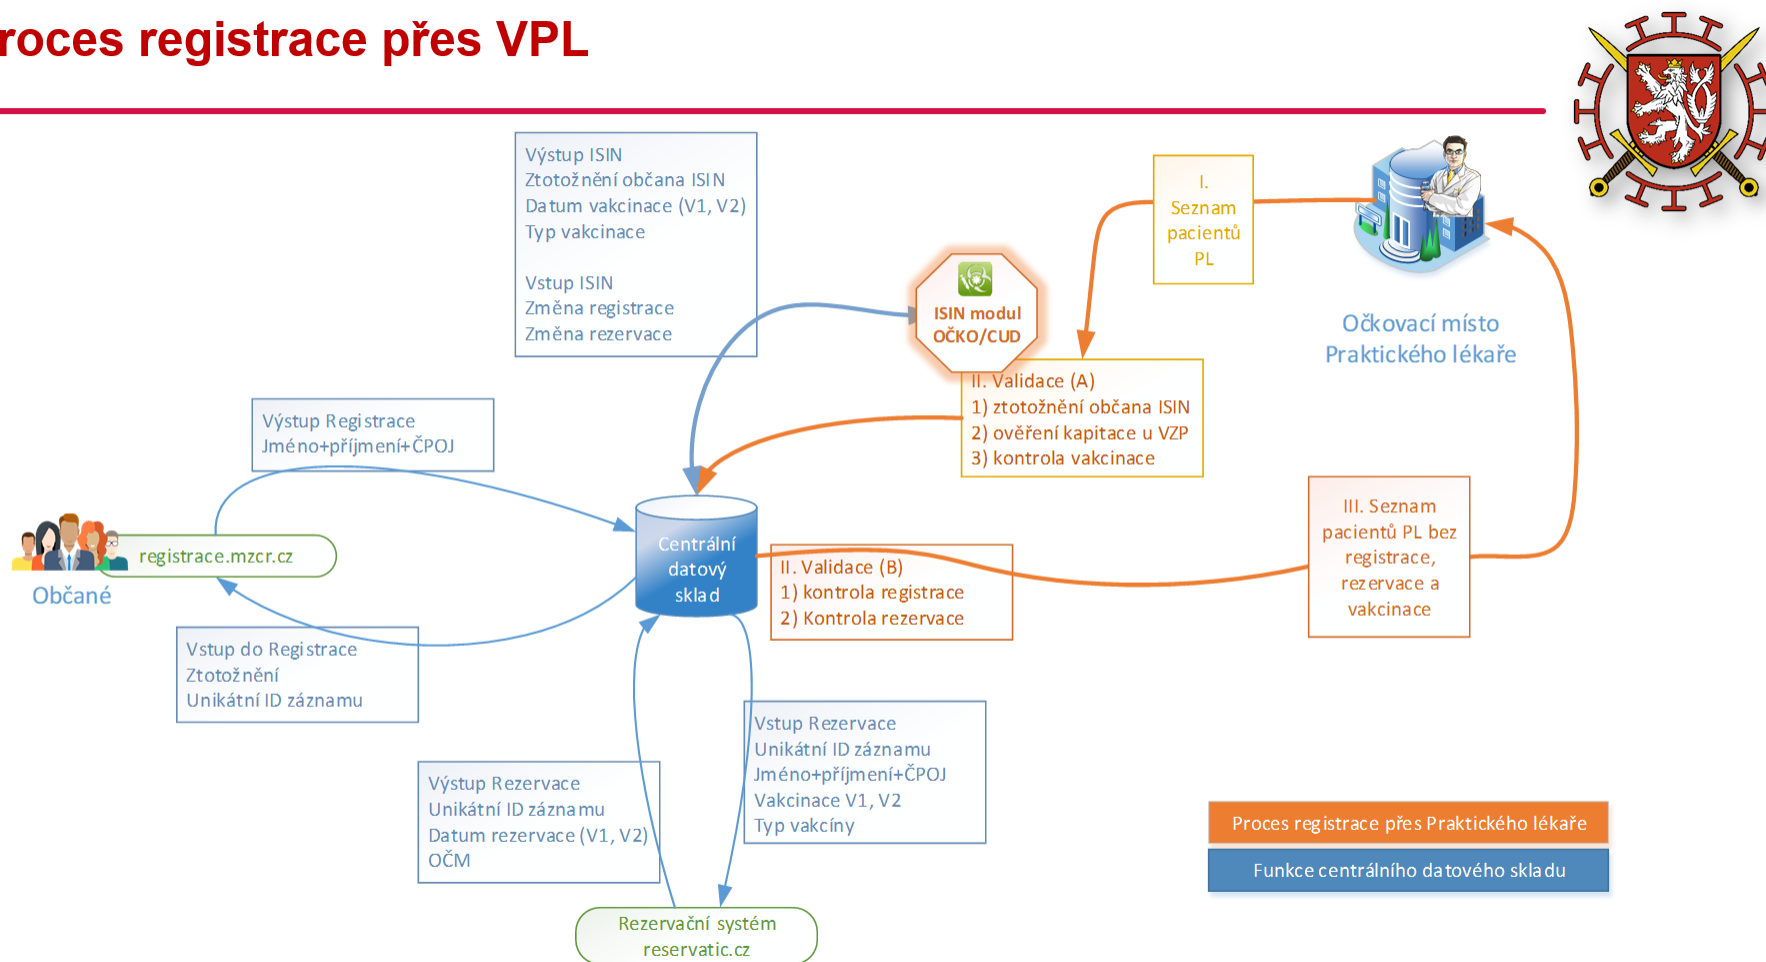 roces registrace přes VPL
Výstup ISIN
Ztotožnění občana ISIN
Datum vakcinace (V1, V2)
Typ vakcinace
Vstup ISIN
Změna registrace
Změna rezervace
I.
Seznam
pacientů
PL
ISIN modul
OČKO/CUD
Očkovací místo
Praktického lékaře
II. Validace (A)
1) ztotožnění občana ISIN
2) ověření kapitace u VZP
3) kontrola vakcinace
Výstup Registrace
Jméno+příjmení+ČPOJ
registrace.mzcr.cz
Občané
Centrální
datový
sklad
II. Validace (B)
1) kontrola registrace
2) Kontrola rezervace
III. Seznam
pacientů PL bez
registrace,
rezervace a
vakcinace
Vstup do Registrace
Ztotožnění
Unikátní ID záznamu
Vstup Rezervace
Unikátní ID záznamu
Jméno+příjmení+ČPOJ
Vakcinace V1, V2
Typ vakcíny
Výstup Rezervace
Unikátní ID záznamu
Datum rezervace (V1, V2)
OČM
Proces registrace přes Praktického lékaře
Funkce centrálního datového skladu
Rezervační systém
reservatic.cz